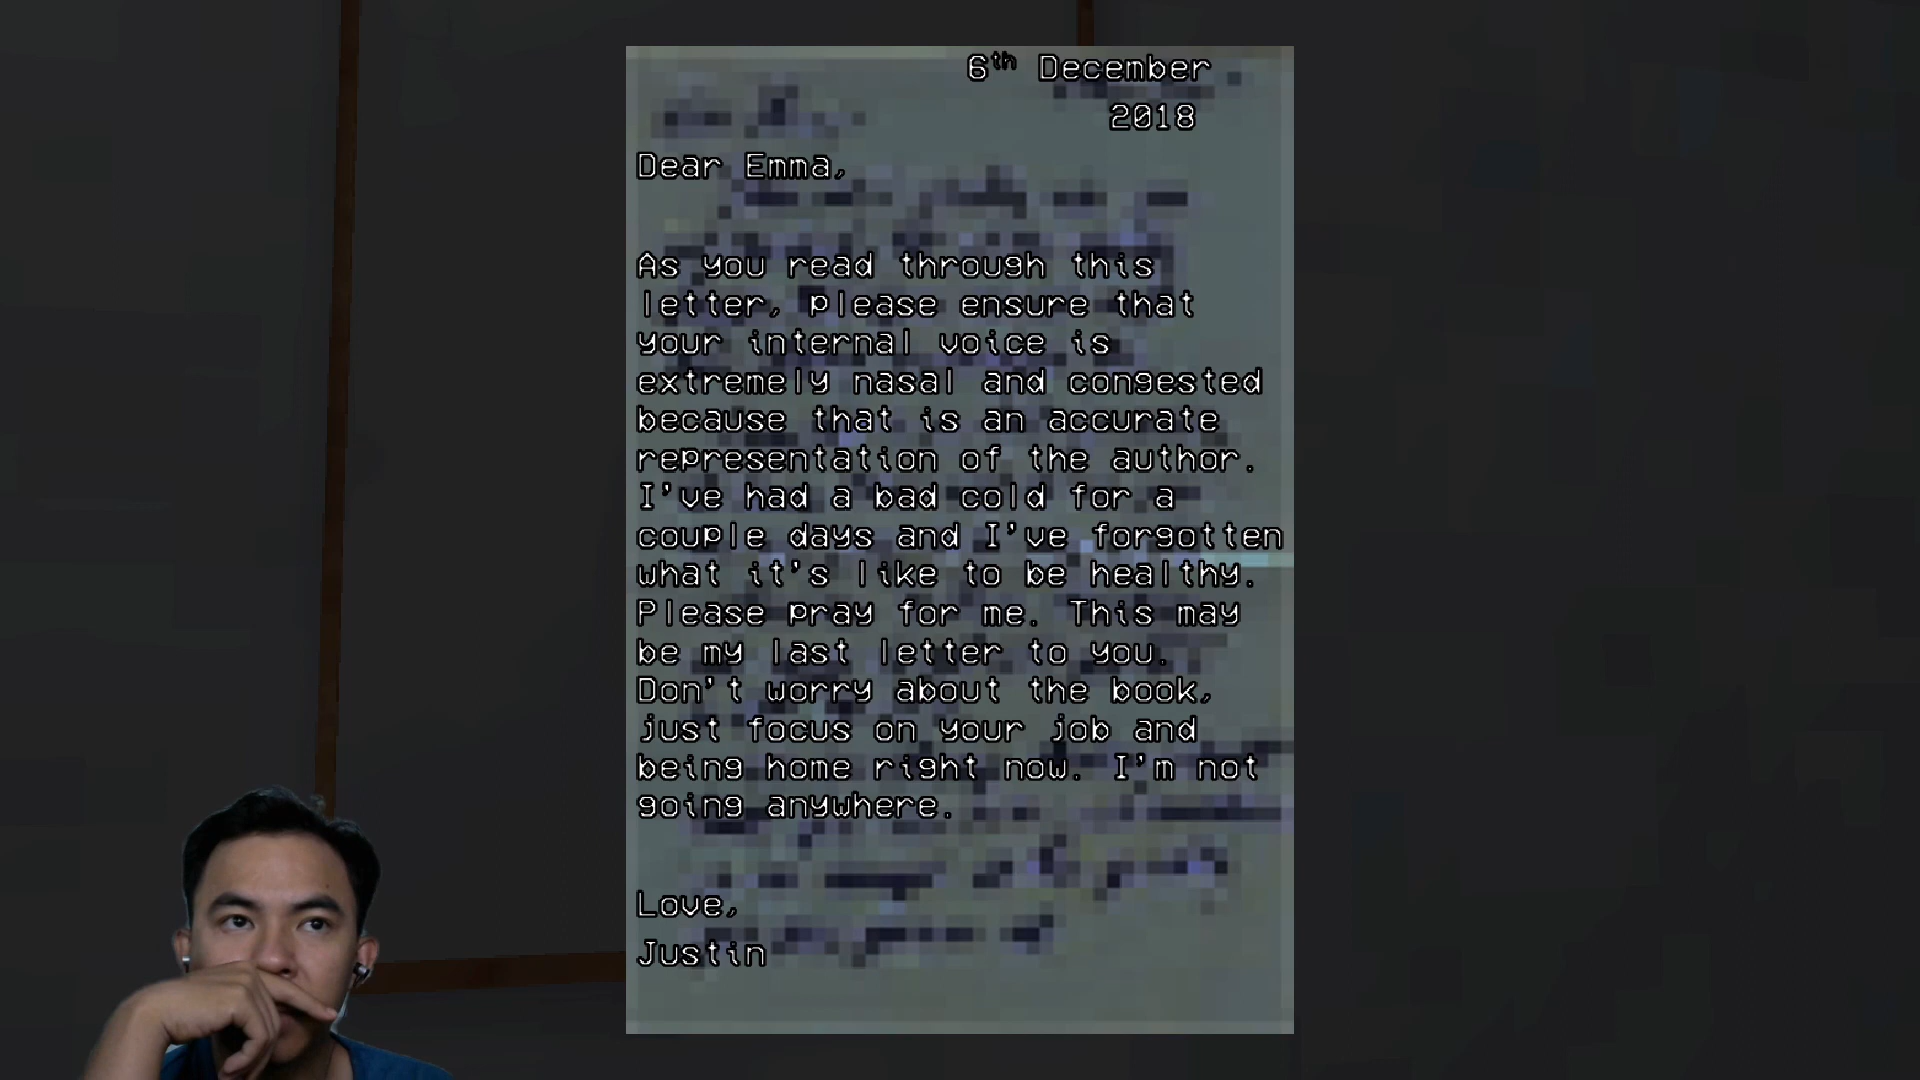 6th December
2018
Dear Emma,
As you read through this
letter, please ensure that
your internal voice is
extremely nasal and congested
because that is an accurate
representation of the author.
I've had a bad cold for a
couple days and I've forgotten
what it's like to be healthy.
Please pray for me. This may
be my last letter to you.
Don't worry about the book,
just focus on your job and
being home right now. I'm not
going anywhere.
Love,
Justin